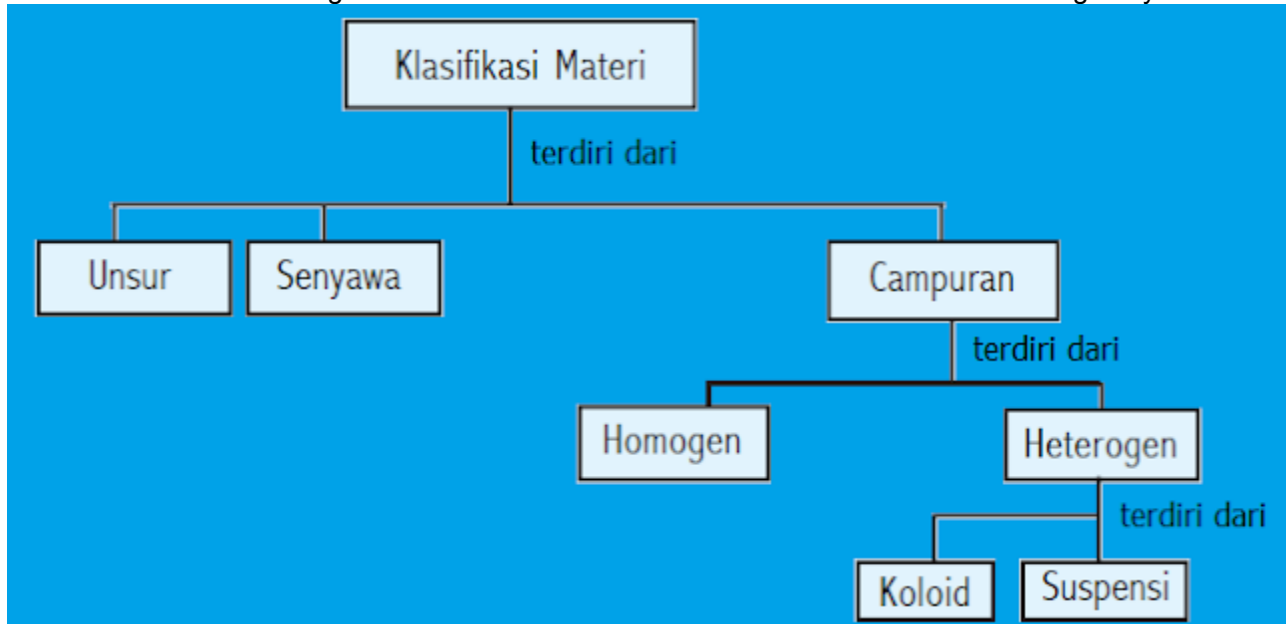 Klasifikasi Materi
terdiri dari
Unsur
Senyawa
Campuran
terdiri dari
Homogen
Heterogen
terdiri dari
Koloid
Suspensi